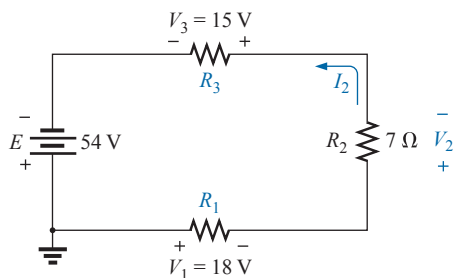 V₃ = 15 V
− +
R₃
I₂
−
E 54 V
+
R₂ 7 Ω
−
V₂
+
R₁
+ −
V₁ = 18 V